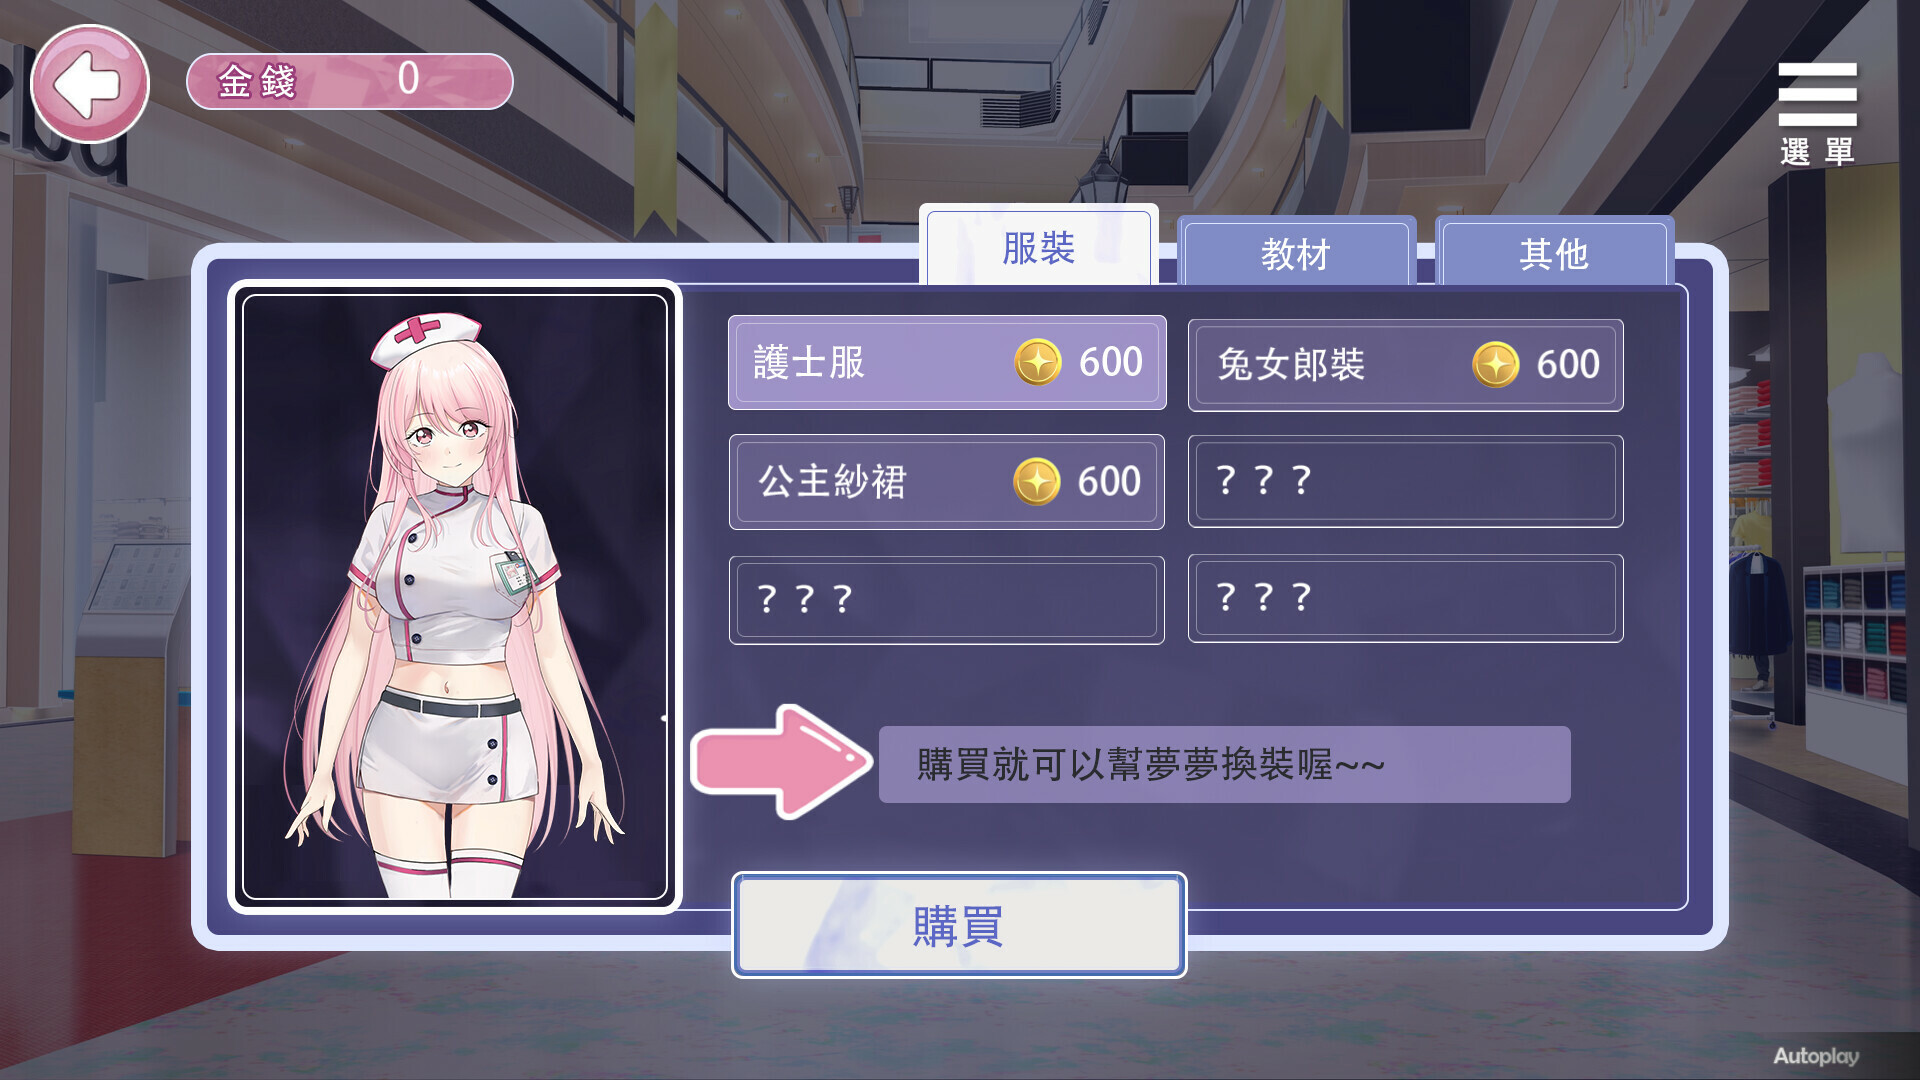 金錢 0
選單
服裝
教材
其他
護士服 600
兔女郎裝 600
公主紗裙 600
？？？
？？？
？？？
購買就可以幫夢夢換裝喔~~
購買
Autoplay